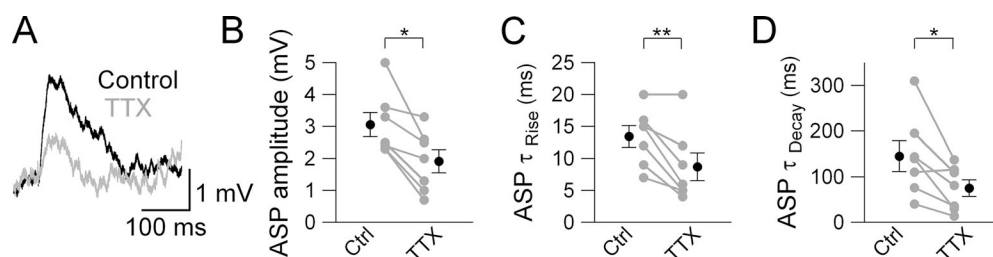 A
Control
TTX
1 mV
100 ms
B
ASP amplitude (mV)
*
5
4
3
2
1
0
Ctrl
TTX
C
ASP τ Rise (ms)
**
25
20
15
10
5
0
Ctrl
TTX
D
ASP τ Decay (ms)
*
300
200
100
0
Ctrl
TTX